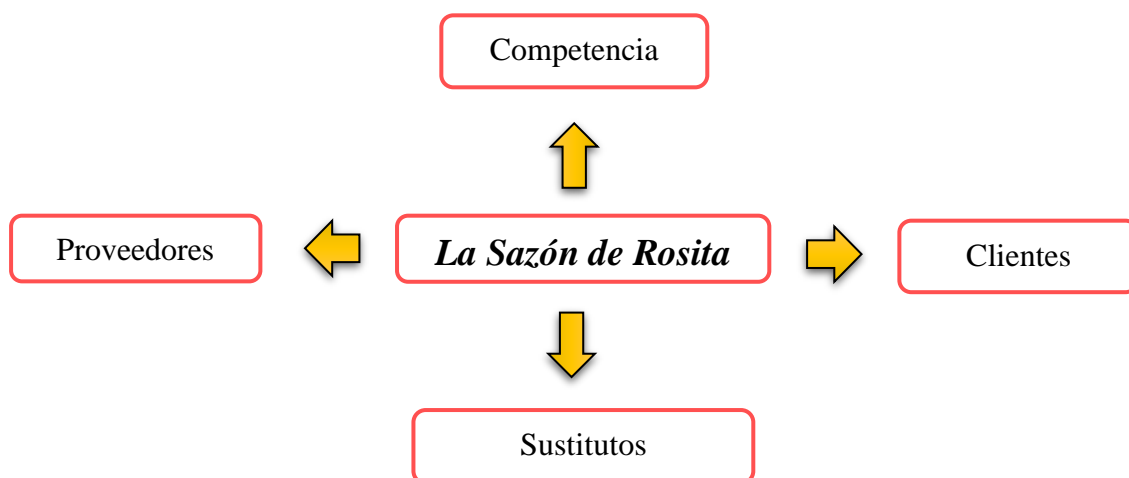 Competencia
Proveedores
La Sazón de Rosita
Clientes
Sustitutos